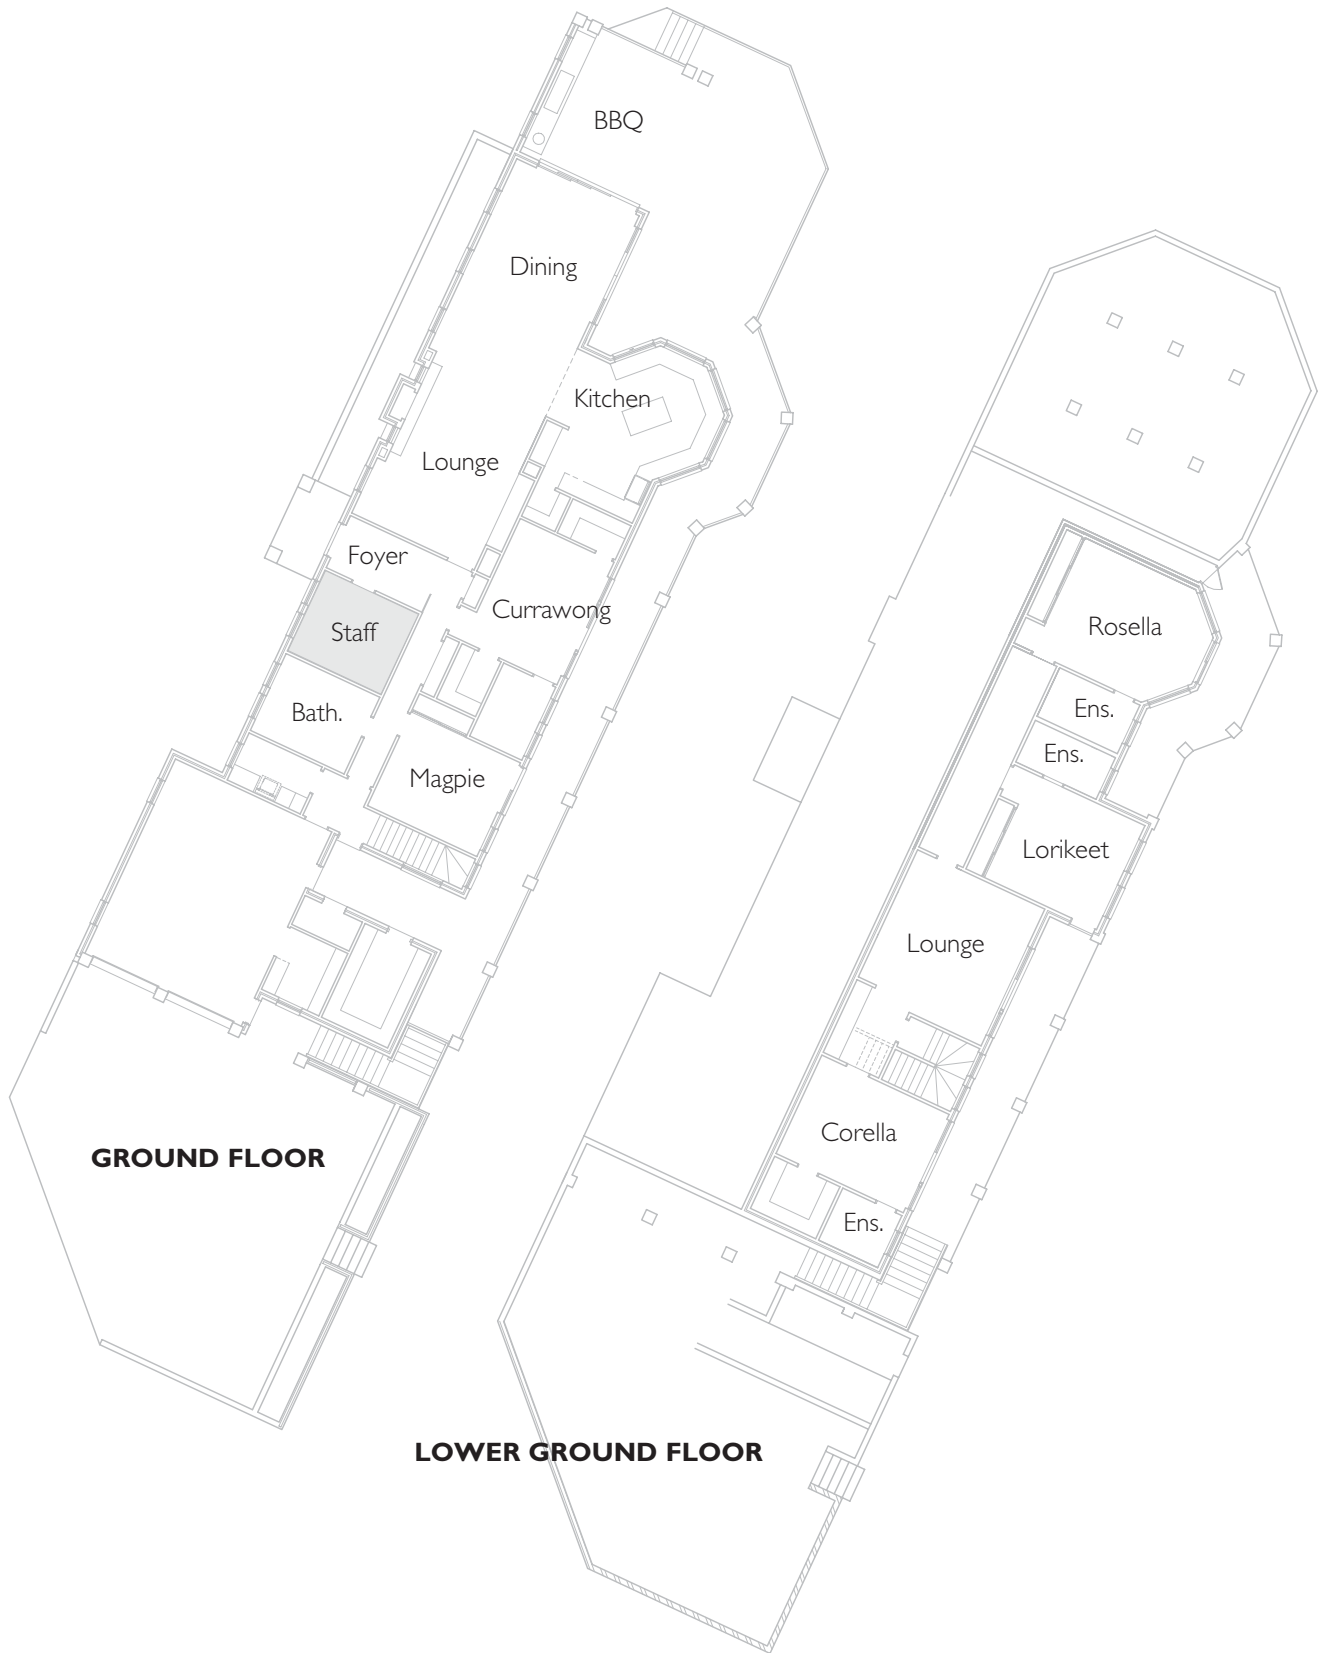 BBQ
Dining
Kitchen
Lounge
Foyer
Currawong
Staff
Bath.
Magpie
GROUND FLOOR
Rosella
Ens.
Ens.
Lorikeet
Lounge
Corella
Ens.
LOWER GROUND FLOOR